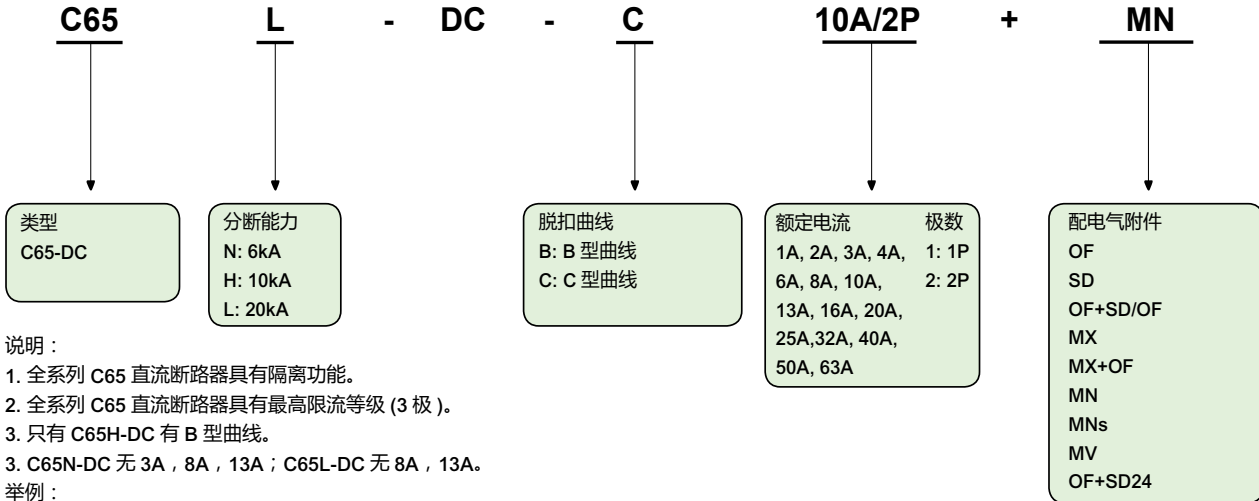 C65 L - DC - C 10A/2P + MN
类型
C65-DC
分断能力
N: 6kA
H: 10kA
L: 20kA
脱扣曲线
B: B 型曲线
C: C 型曲线
额定电流 极数
1A, 2A, 3A, 4A, 1: 1P
6A, 8A, 10A, 2: 2P
13A, 16A, 20A,
25A,32A, 40A,
50A, 63A
配电气附件
OF
SD
OF+SD/OF
MX
MX+OF
MN
MNs
MV
OF+SD24
说明：
1. 全系列 C65 直流断路器具有隔离功能。
2. 全系列 C65 直流断路器具有最高限流等级 (3 极 )。
3. 只有 C65H-DC 有 B 型曲线。
3. C65N-DC 无 3A，8A，13A；C65L-DC 无 8A，13A。
举例：